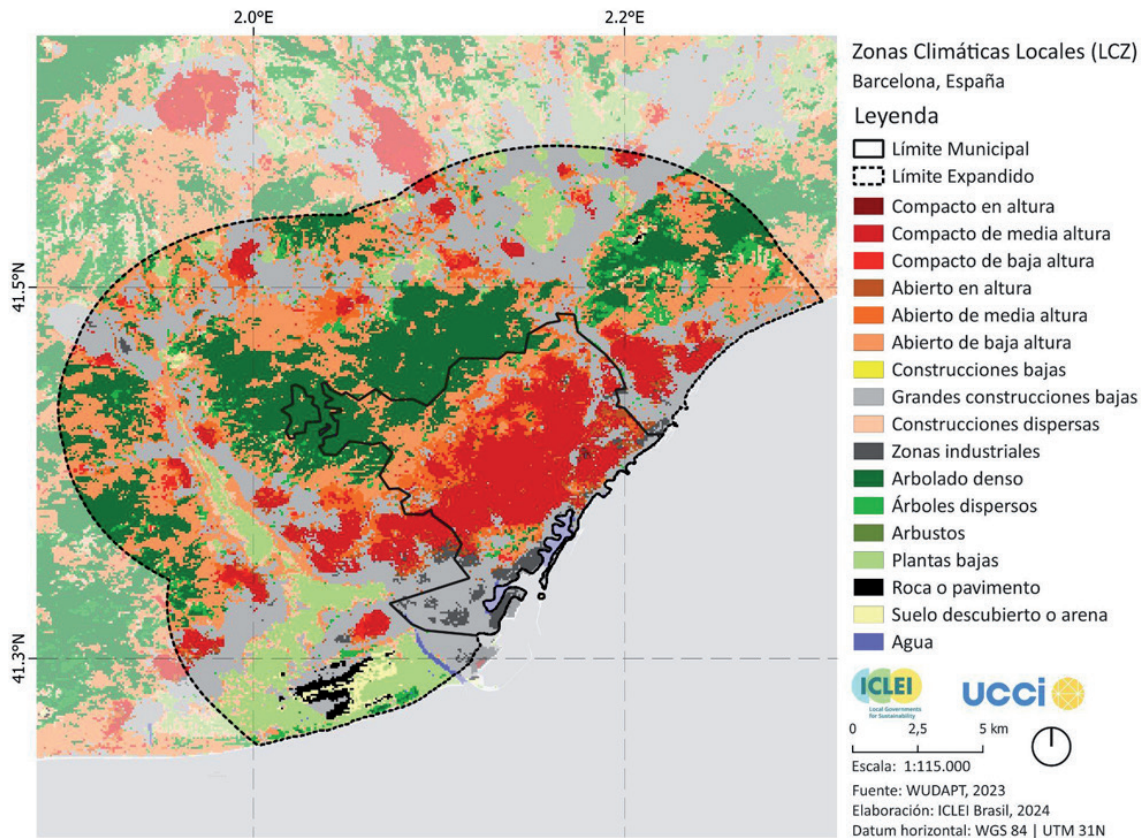 2.0°E
2.2°E
41.5°N
41.3°N
Zonas Climáticas Locales (LCZ)
Barcelona, España
Leyenda
Límite Municipal
Límite Expandido
Compacto en altura
Compacto de media altura
Compacto de baja altura
Abierto en altura
Abierto de media altura
Abierto de baja altura
Construcciones bajas
Grandes construcciones bajas
Construcciones dispersas
Zonas industriales
Arbolado denso
Árboles dispersos
Arbustos
Plantas bajas
Roca o pavimento
Suelo descubierto o arena
Agua
ICLEI
Local Governments
for Sustainability
ucci
0 2,5 5 km
Escala: 1:115.000
Fuente: WUDAPT, 2023
Elaboración: ICLEI Brasil, 2024
Datum horizontal: WGS 84 | UTM 31N